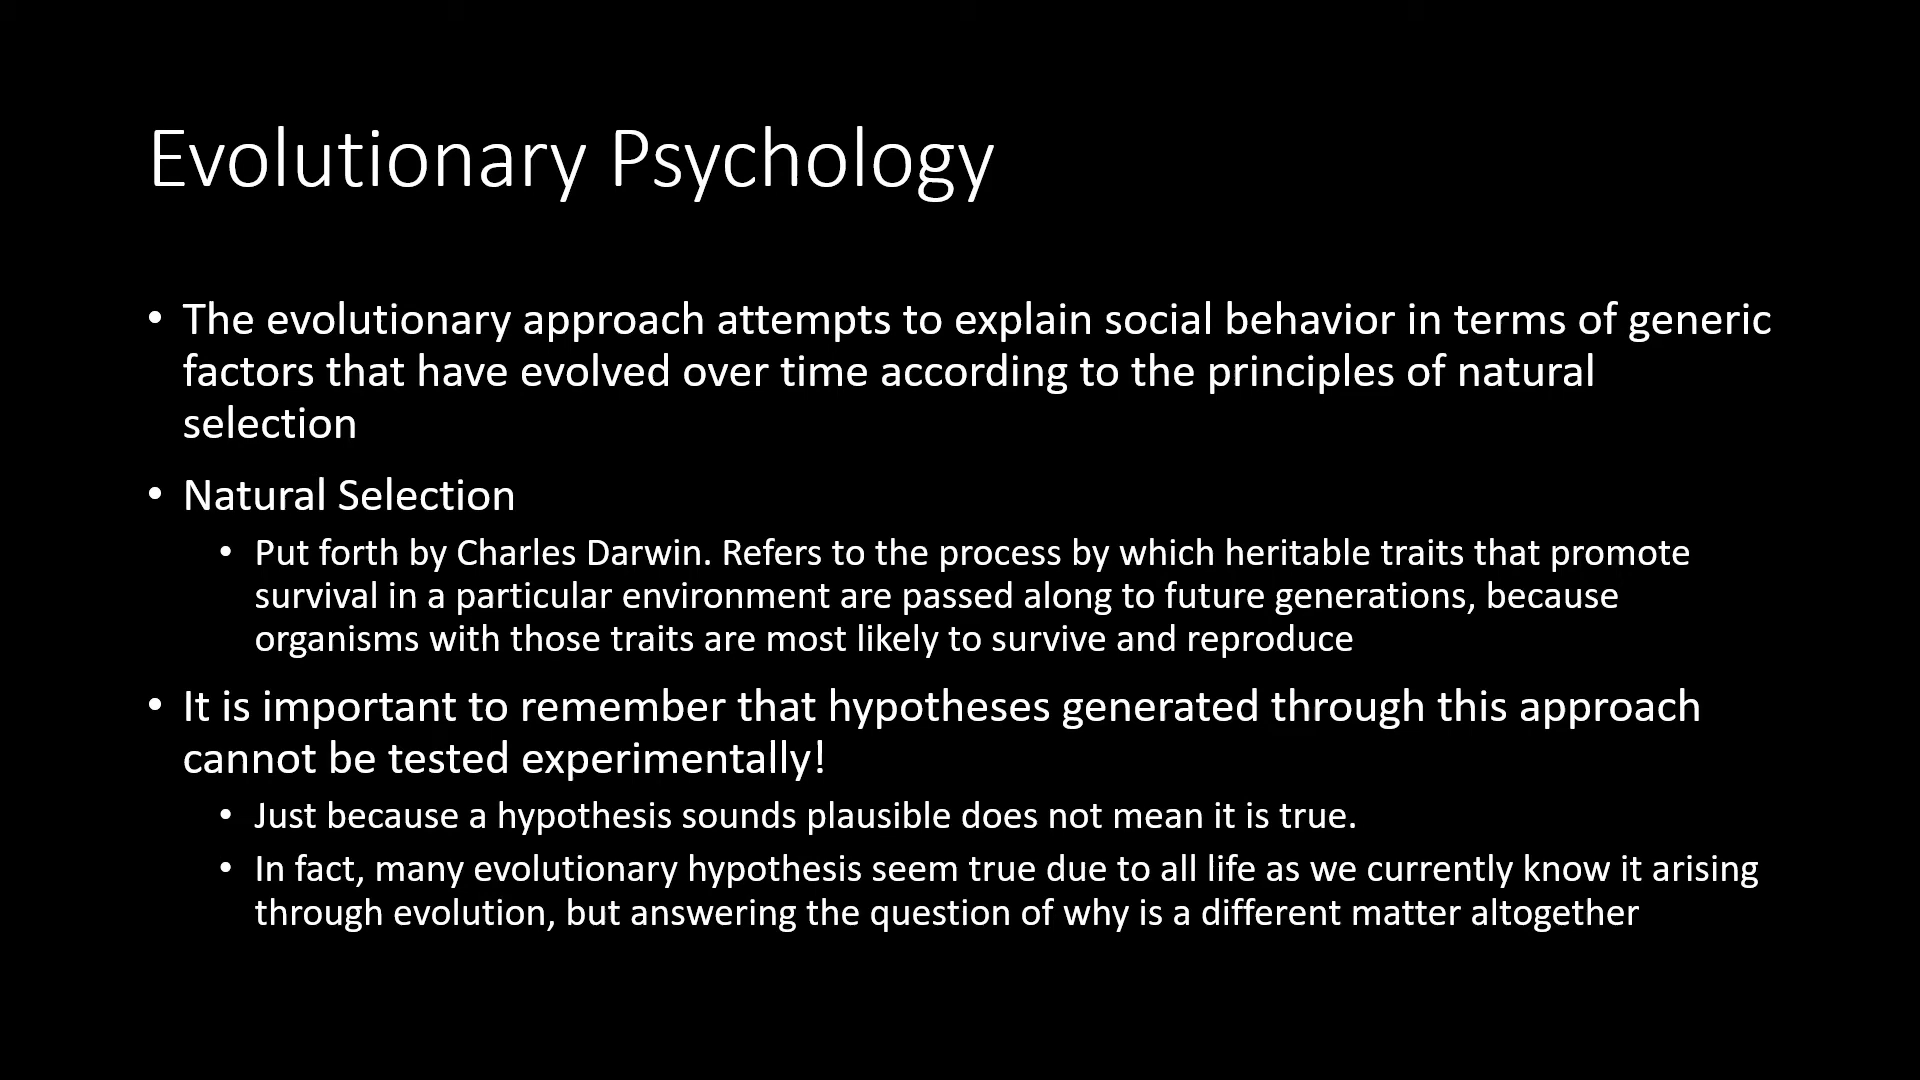 Evolutionary Psychology
• The evolutionary approach attempts to explain social behavior in terms of generic
factors that have evolved over time according to the principles of natural
selection
• Natural Selection
• Put forth by Charles Darwin. Refers to the process by which heritable traits that promote
survival in a particular environment are passed along to future generations, because
organisms with those traits are most likely to survive and reproduce
• It is important to remember that hypotheses generated through this approach
cannot be tested experimentally!
• Just because a hypothesis sounds plausible does not mean it is true.
• In fact, many evolutionary hypothesis seem true due to all life as we currently know it arising
through evolution, but answering the question of why is a different matter altogether